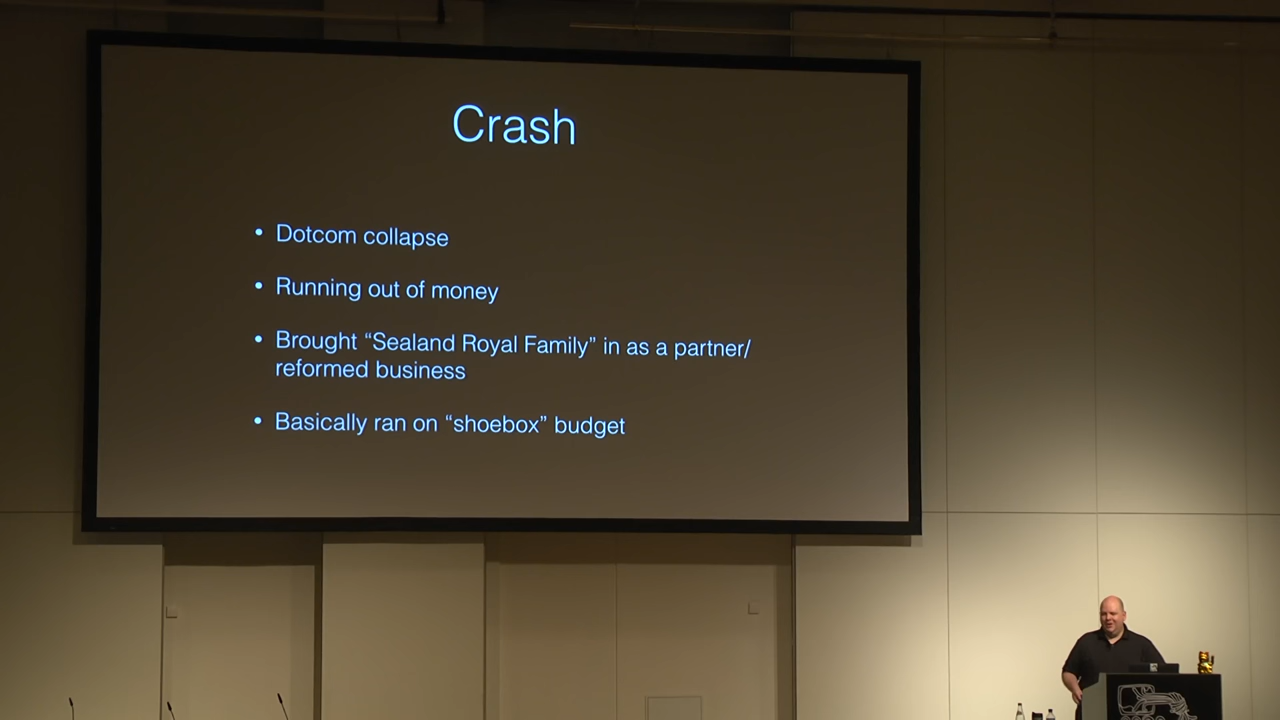 Crash
• Dotcom collapse
• Running out of money
• Brought “Sealand Royal Family” in as a partner/
reformed business
• Basically ran on “shoebox” budget